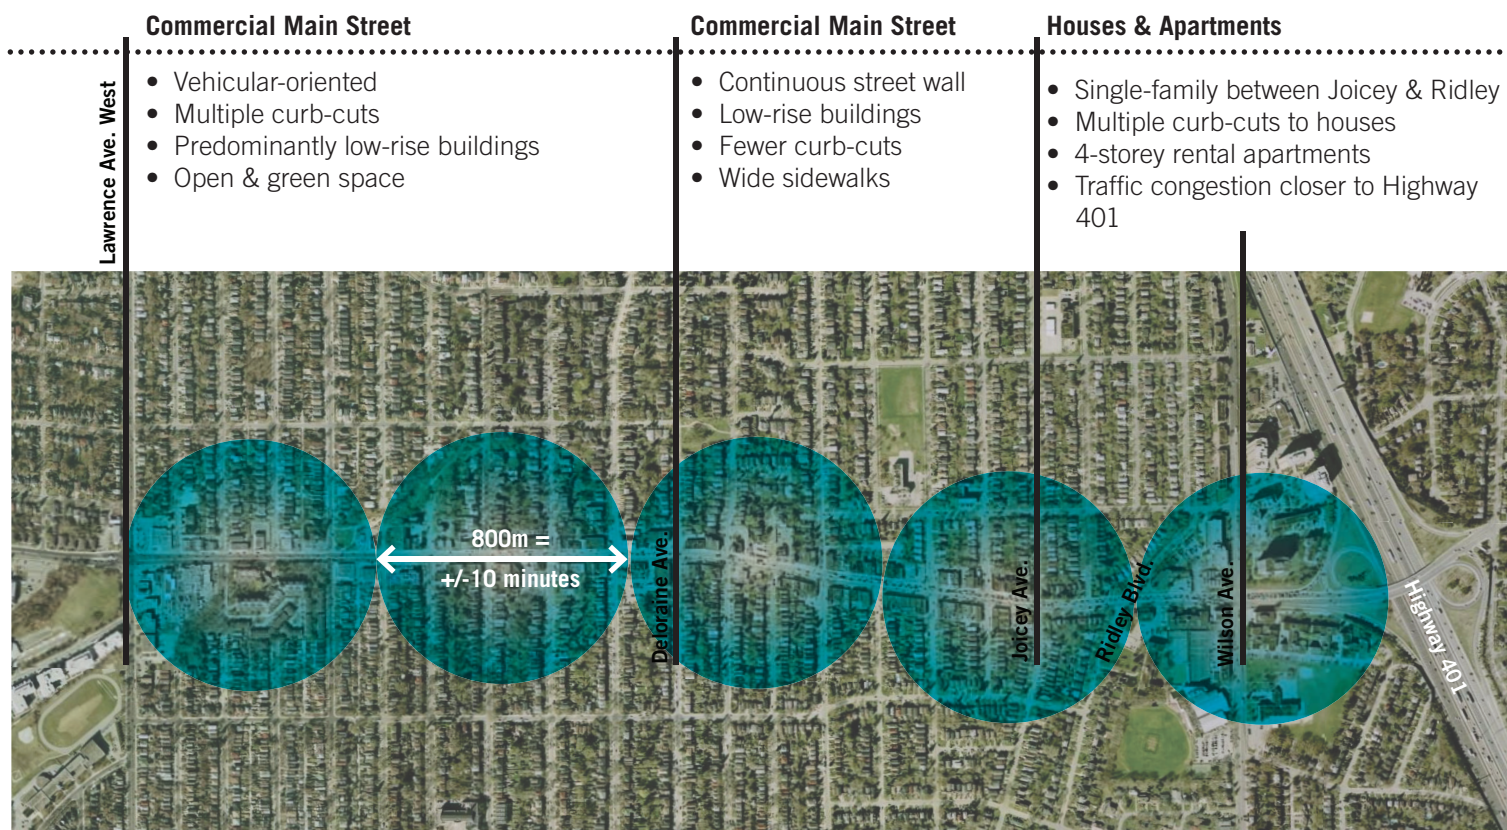 Commercial Main Street
• Vehicular-oriented
• Multiple curb-cuts
• Predominantly low-rise buildings
• Open & green space
Commercial Main Street
• Continuous street wall
• Low-rise buildings
• Fewer curb-cuts
• Wide sidewalks
Houses & Apartments
• Single-family between Joicey & Ridley
• Multiple curb-cuts to houses
• 4-storey rental apartments
• Traffic congestion closer to Highway
401
Lawrence Ave. West
800m =
+/-10 minutes
Deloraine Ave.
Joicey Ave.
Ridley Blvd.
Wilson Ave.
Highway 401